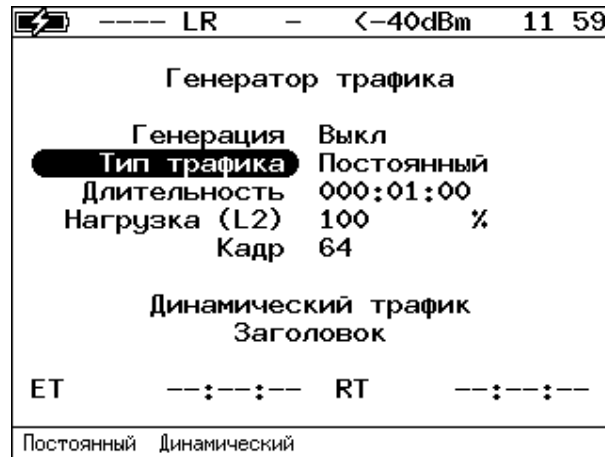 ---- LR - <-40dBm 11 59
Генератор трафика
Генерация Выкл
Тип трафика Постоянный
Длительность 000:01:00
Нагрузка (L2) 100 %
Кадр 64
Динамический трафик
Заголовок
ET --:--:-- RT --:--:--
Постоянный Динамический